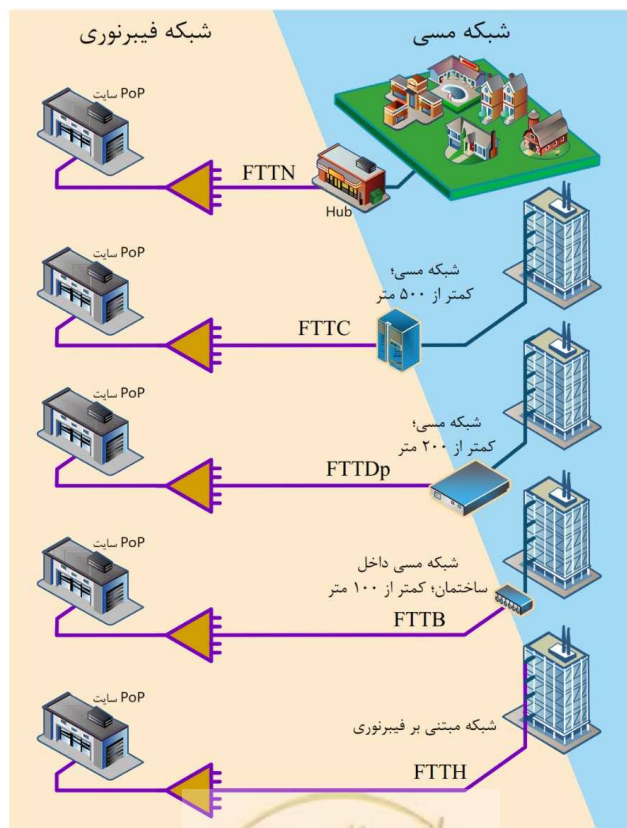 شبکه مسی
شبکه فیبرنوری
سایت PoP
FTTN
Hub
شبکه مسی؛
کمتر از ۵۰۰ متر
سایت PoP
FTTC
شبکه مسی؛
کمتر از ۲۰۰ متر
سایت PoP
FTTDp
شبکه مسی داخل
ساختمان؛ کمتر از ۱۰۰ متر
سایت PoP
FTTB
شبکه مبتنی بر فیبرنوری
سایت PoP
FTTH